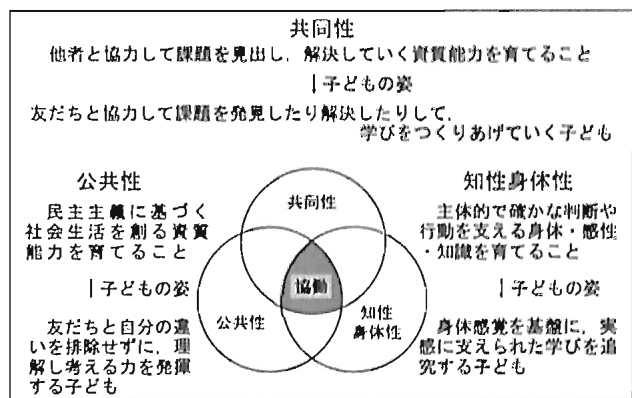 共同性
他者と協力して課題を見出し，解決していく資質能力を育てること
子どもの姿
友だちと協力して課題を発見したり解決したりして，
学びをつくりあげていく子ども
公共性
民主主義に基づく
社会生活を創る資質
能力を育てること
子どもの姿
友だちと自分の違
いを排除せずに，理
解し考える力を発揮
する子ども
共同性
協働
公共性
知性
身体性
知性身体性
主体的で確かな判断や
行動を支える身体・感性
・知識を育てること
子どもの姿
身体感覚を基盤に，実
感に支えられた学びを追
究する子ども